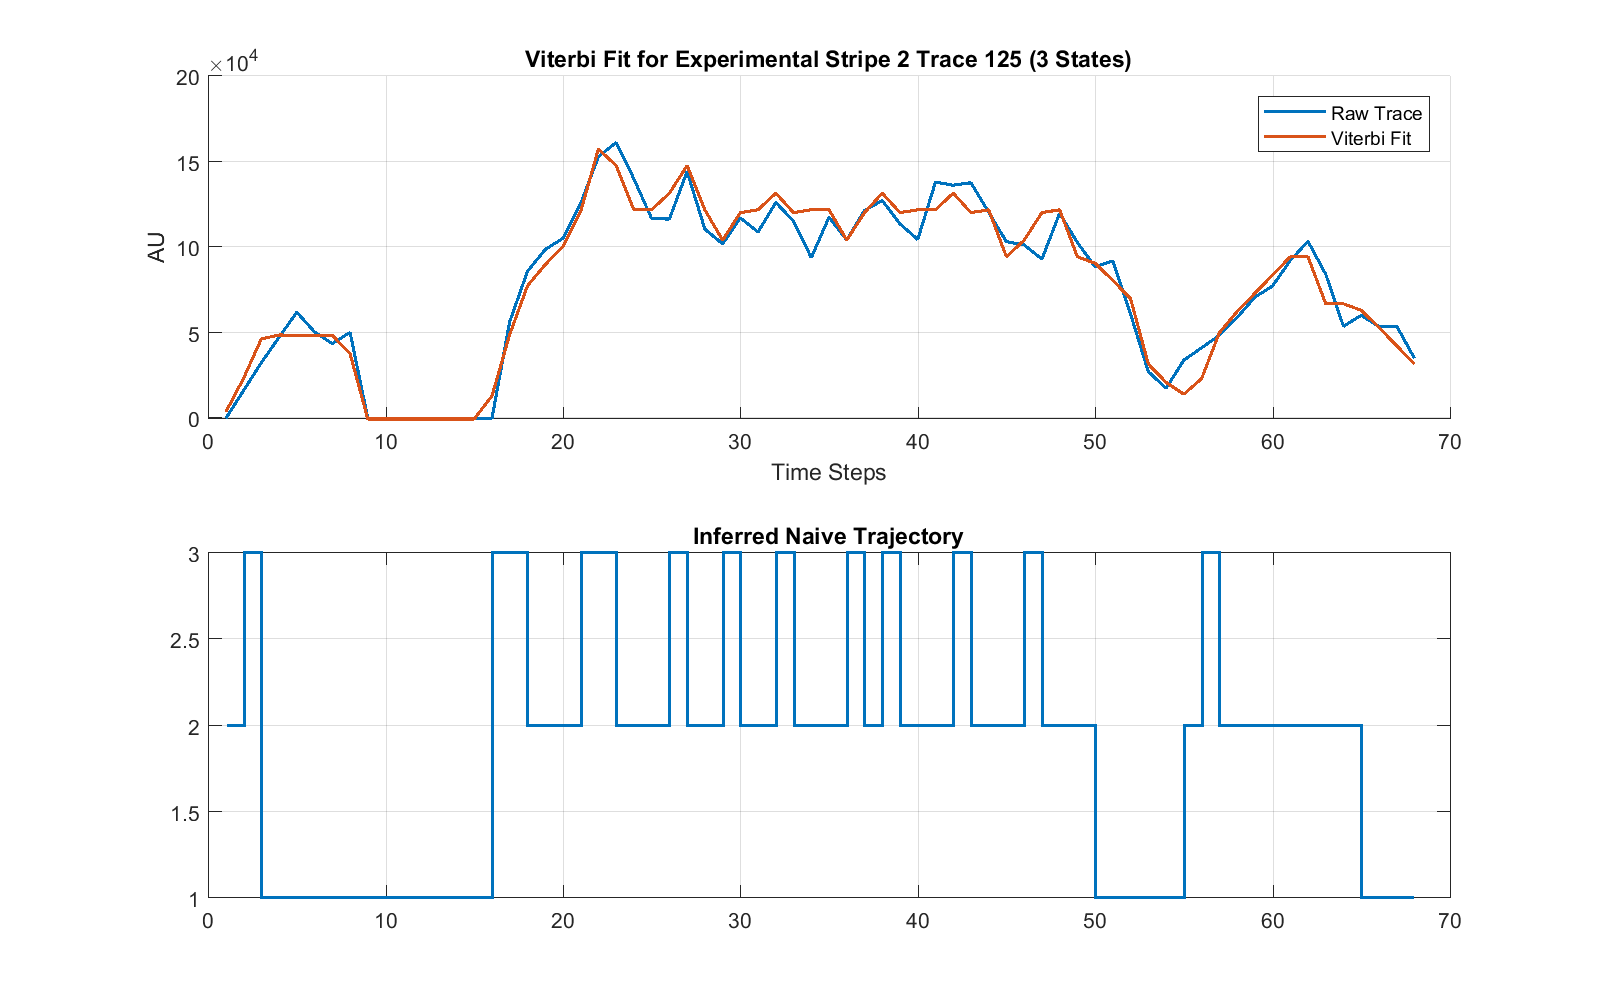 Viterbi Fit for Experimental Stripe 2 Trace 125 (3 States)
×10⁴
20
15
10
5
0
AU
Raw Trace
Viterbi Fit
0 10 20 30 40 50 60 70
Time Steps
Inferred Naive Trajectory
3
2.5
2
1.5
1
0 10 20 30 40 50 60 70